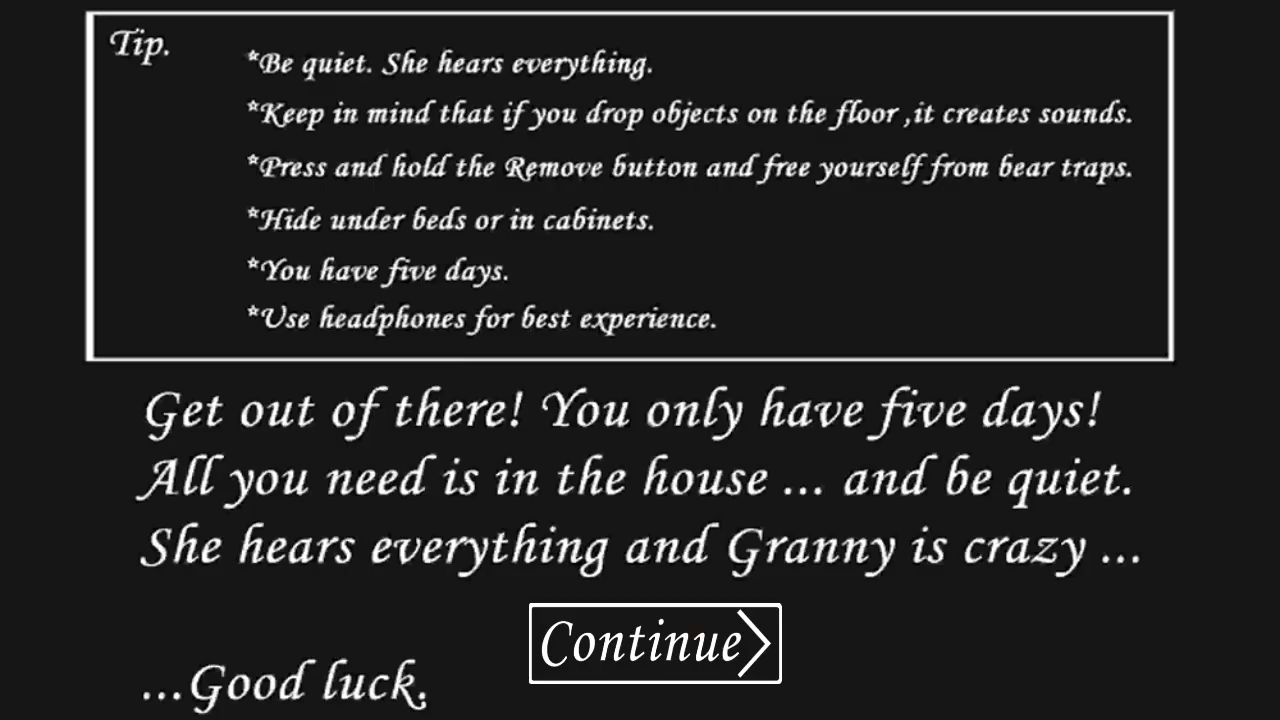 Tip.
*Be quiet. She hears everything.
*Keep in mind that if you drop objects on the floor ,it creates sounds.
*Press and hold the Remove button and free yourself from bear traps.
*Hide under beds or in cabinets.
*You have five days.
*Use headphones for best experience.
Get out of there! You only have five days!
All you need is in the house ... and be quiet.
She hears everything and Granny is crazy ...
Continue
...Good luck.